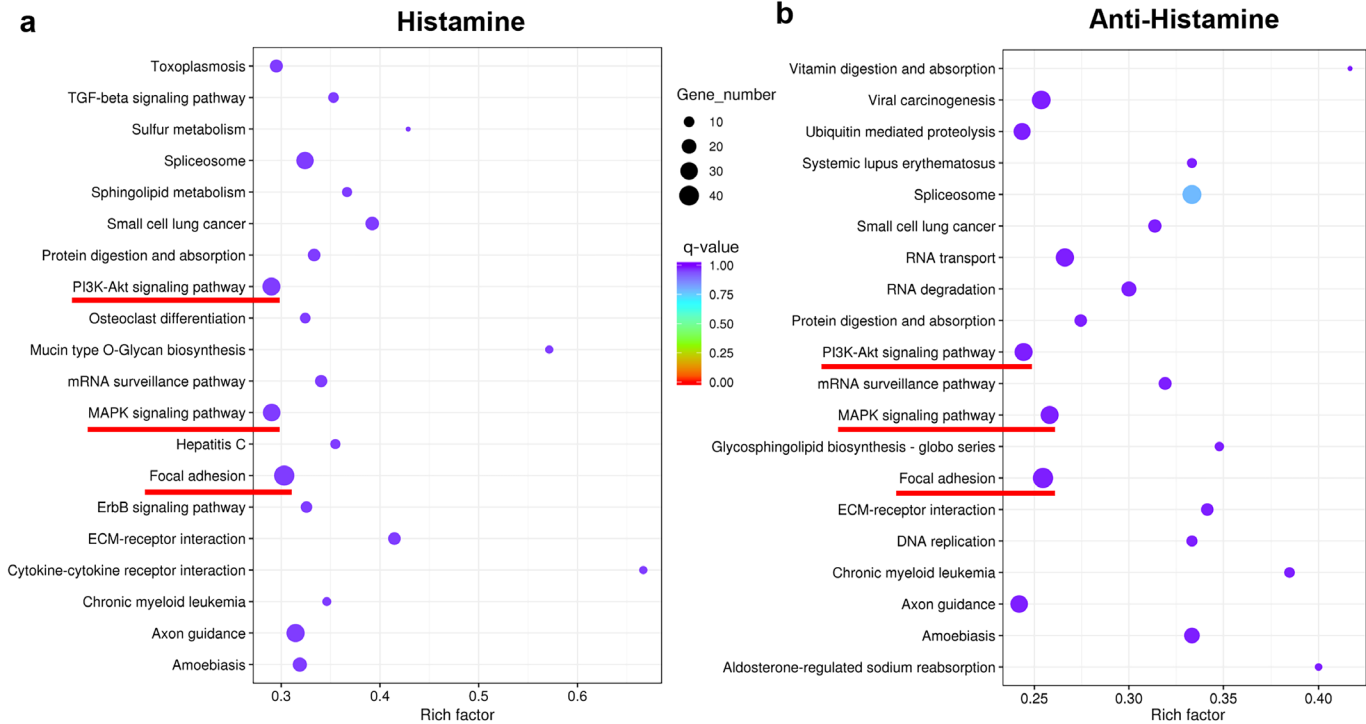 a
Histamine
Toxoplasmosis
TGF-beta signaling pathway
Sulfur metabolism
Spliceosome
Sphingolipid metabolism
Small cell lung cancer
Protein digestion and absorption
PI3K-Akt signaling pathway
Osteoclast differentiation
Mucin type O-Glycan biosynthesis
mRNA surveillance pathway
MAPK signaling pathway
Hepatitis C
Focal adhesion
ErbB signaling pathway
ECM-receptor interaction
Cytokine-cytokine receptor interaction
Chronic myeloid leukemia
Axon guidance
Amoebiasis
0.3 0.4 0.5 0.6
Rich factor
Gene_number
10
20
30
40
q-value
1.00
0.75
0.50
0.25
0.00
b
Anti-Histamine
Vitamin digestion and absorption
Viral carcinogenesis
Ubiquitin mediated proteolysis
Systemic lupus erythematosus
Spliceosome
Small cell lung cancer
RNA transport
RNA degradation
Protein digestion and absorption
PI3K-Akt signaling pathway
mRNA surveillance pathway
MAPK signaling pathway
Glycosphingolipid biosynthesis - globo series
Focal adhesion
ECM-receptor interaction
DNA replication
Chronic myeloid leukemia
Axon guidance
Amoebiasis
Aldosterone-regulated sodium reabsorption
0.25 0.30 0.35 0.40
Rich factor